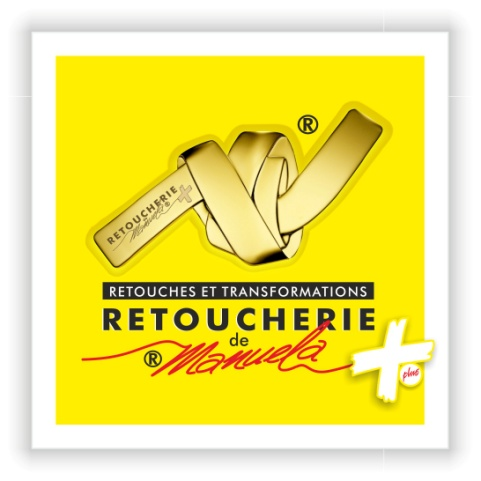 ®
RETOUCHERIE
Manuela ®
RETOUCHES ET TRANSFORMATIONS
RETOUCHERIE
de
® Manuela
plus